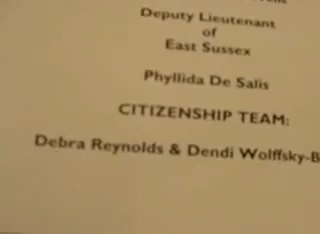 Deputy Lieutenant
of
East Sussex
Phyllida De Salis
CITIZENSHIP TEAM:
Debra Reynolds & Dendi Wolffsky-B